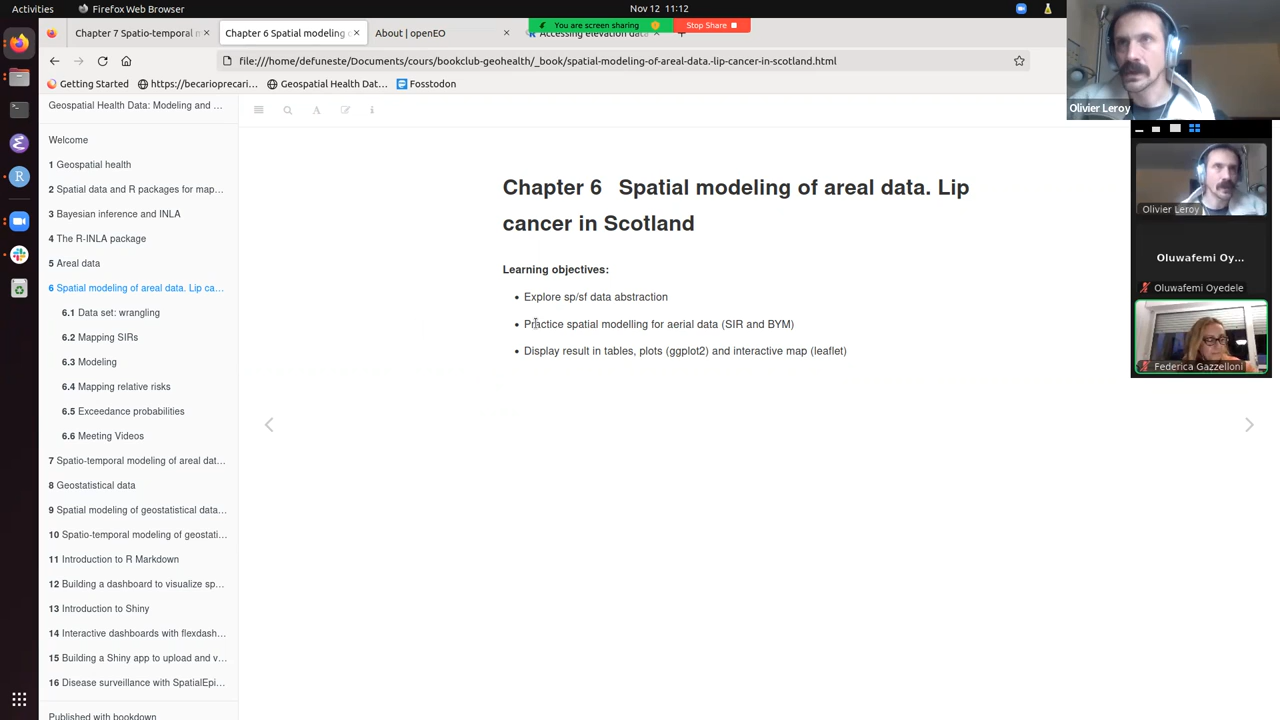 Activities
Firefox Web Browser
Nov 12 11:12
You are screen sharing
Stop Share
Chapter 7 Spatio-temporal m
Chapter 6 Spatial modeling
About | openEO
Accessing elevation data
file:///home/defuneste/Documents/cours/bookclub-geohealth/_book/spatial-modeling-of-areal-data.-lip-cancer-in-scotland.html
Getting Started
https://becarioprecari…
Geospatial Health Dat…
Fosstodon
Olivier Leroy
Olivier Leroy
Oluwafemi Oy...
Oluwafemi Oyedele
Federica Gazzelloni
Geospatial Health Data: Modeling and …
Welcome
1 Geospatial health
2 Spatial data and R packages for map…
3 Bayesian inference and INLA
4 The R-INLA package
5 Areal data
6 Spatial modeling of areal data. Lip ca…
6.1 Data set: wrangling
6.2 Mapping SIRs
6.3 Modeling
6.4 Mapping relative risks
6.5 Exceedance probabilities
6.6 Meeting Videos
7 Spatio-temporal modeling of areal dat…
8 Geostatistical data
9 Spatial modeling of geostatistical data…
10 Spatio-temporal modeling of geostati…
11 Introduction to R Markdown
12 Building a dashboard to visualize sp…
13 Introduction to Shiny
14 Interactive dashboards with flexdash…
15 Building a Shiny app to upload and v…
16 Disease surveillance with SpatialEpi…
Published with bookdown
Chapter 6 Spatial modeling of areal data. Lip
cancer in Scotland
Learning objectives:
• Explore sp/sf data abstraction
• Practice spatial modelling for aerial data (SIR and BYM)
• Display result in tables, plots (ggplot2) and interactive map (leaflet)